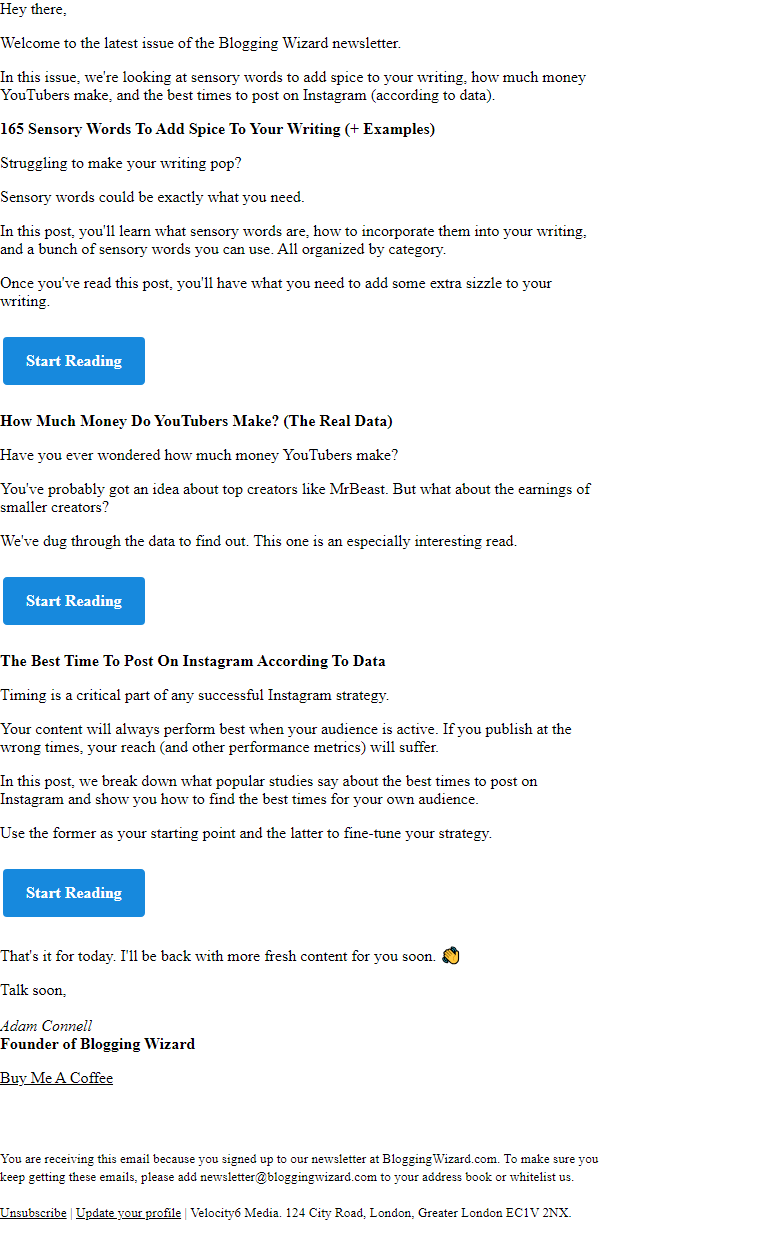 Hey there,
Welcome to the latest issue of the Blogging Wizard newsletter.
In this issue, we're looking at sensory words to add spice to your writing, how much money
YouTubers make, and the best times to post on Instagram (according to data).
165 Sensory Words To Add Spice To Your Writing (+ Examples)
Struggling to make your writing pop?
Sensory words could be exactly what you need.
In this post, you'll learn what sensory words are, how to incorporate them into your writing,
and a bunch of sensory words you can use. All organized by category.
Once you've read this post, you'll have what you need to add some extra sizzle to your
writing.
Start Reading
How Much Money Do YouTubers Make? (The Real Data)
Have you ever wondered how much money YouTubers make?
You've probably got an idea about top creators like MrBeast. But what about the earnings of
smaller creators?
We've dug through the data to find out. This one is an especially interesting read.
Start Reading
The Best Time To Post On Instagram According To Data
Timing is a critical part of any successful Instagram strategy.
Your content will always perform best when your audience is active. If you publish at the
wrong times, your reach (and other performance metrics) will suffer.
In this post, we break down what popular studies say about the best times to post on
Instagram and show you how to find the best times for your own audience.
Use the former as your starting point and the latter to fine-tune your strategy.
Start Reading
That's it for today. I'll be back with more fresh content for you soon. 👋
Talk soon,
Adam Connell
Founder of Blogging Wizard
Buy Me A Coffee
You are receiving this email because you signed up to our newsletter at BloggingWizard.com. To make sure you
keep getting these emails, please add newsletter@bloggingwizard.com to your address book or whitelist us.
Unsubscribe | Update your profile | Velocity6 Media. 124 City Road, London, Greater London EC1V 2NX.